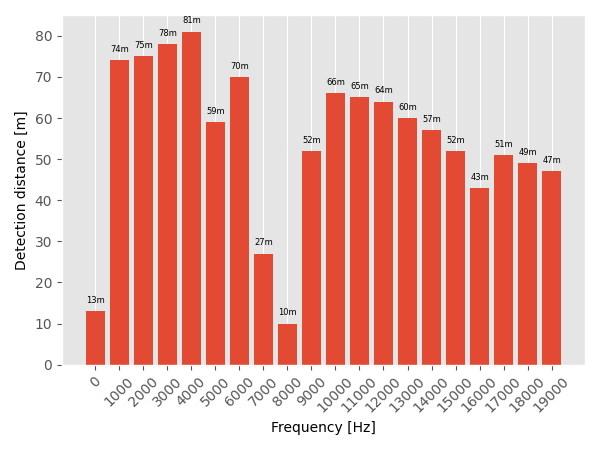 81m
78m
75m
74m
70m
66m
65m
64m
60m
59m
57m
52m
52m
51m
49m
47m
43m
27m
13m
10m
80
70
60
50
40
30
20
10
0
Detection distance [m]
0
1000
2000
3000
4000
5000
6000
7000
8000
9000
10000
11000
12000
13000
14000
15000
16000
17000
18000
19000
Frequency [Hz]